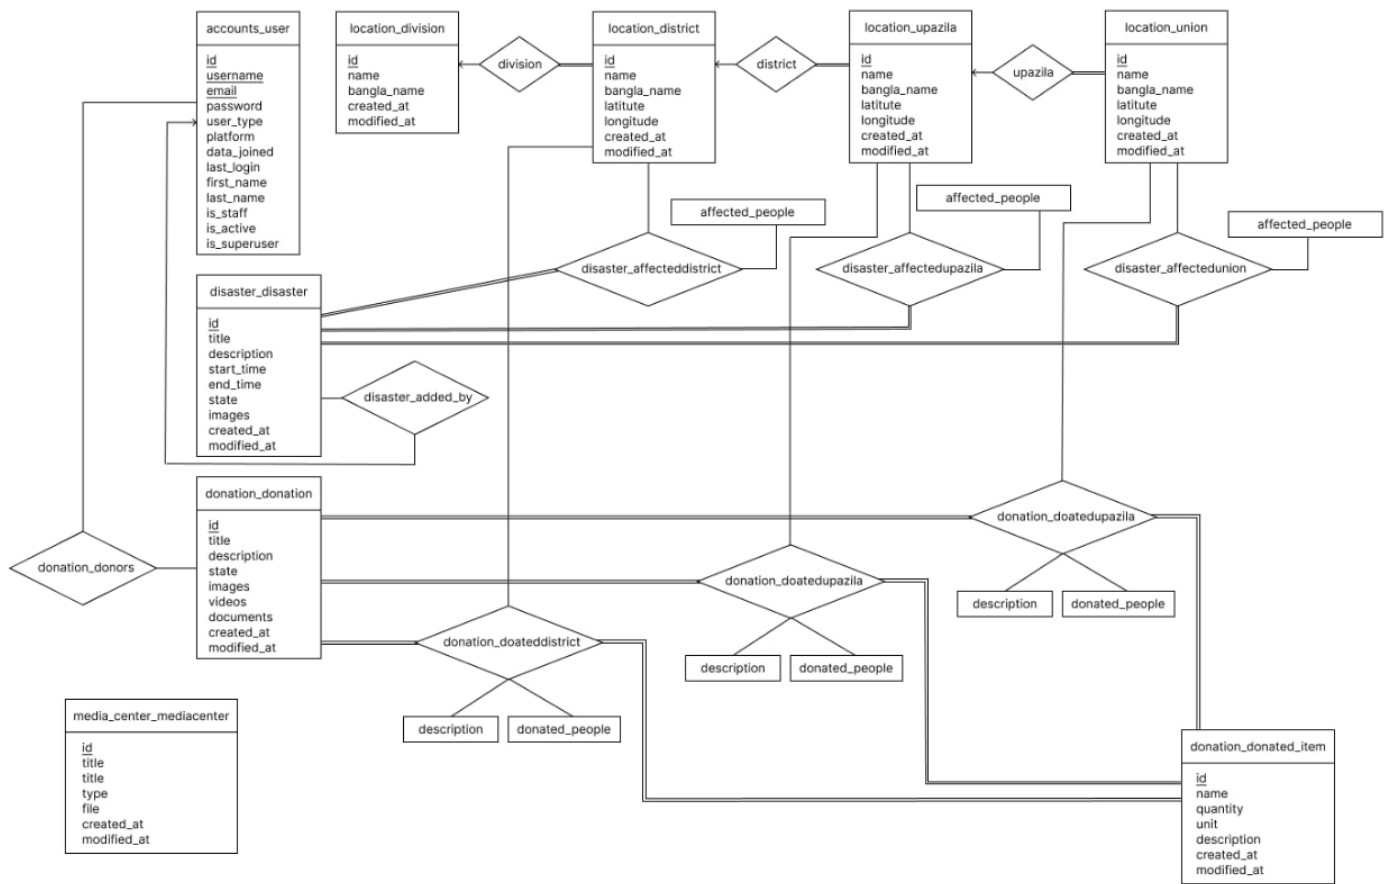 accounts_user
id
username
email
password
user_type
platform
data_joined
last_login
first_name
last_name
is_staff
is_active
is_superuser
location_division
id
name
bangla_name
created_at
modified_at
division
location_district
id
name
bangla_name
latitute
longitude
created_at
modified_at
district
location_upazila
id
name
bangla_name
latitute
longitude
created_at
modified_at
upazila
location_union
id
name
bangla_name
latitute
longitude
created_at
modified_at
affected_people
disaster_affecteddistrict
affected_people
disaster_affectedupazila
affected_people
disaster_affectedunion
disaster_disaster
id
title
description
start_time
end_time
state
images
created_at
modified_at
disaster_added_by
donation_donation
id
title
description
state
images
videos
documents
created_at
modified_at
donation_donors
donation_doatedupazila
description
donated_people
donation_doatedupazila
description
donated_people
donation_doateddistrict
description
donated_people
media_center_mediacenter
id
title
title
type
file
created_at
modified_at
donation_donated_item
id
name
quantity
unit
description
created_at
modified_at